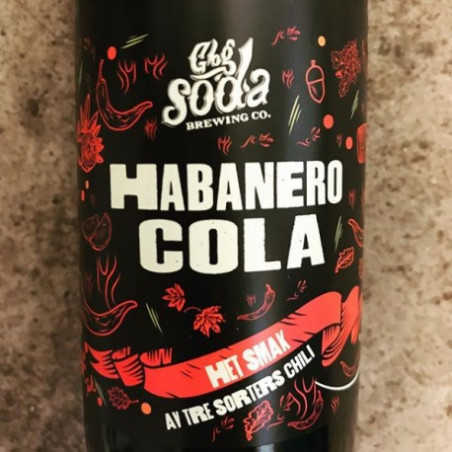 Gbg
Soda
BREWING CO.
HABANERO
COLA
HET SMAK
AV TRE SORTERS CHILI